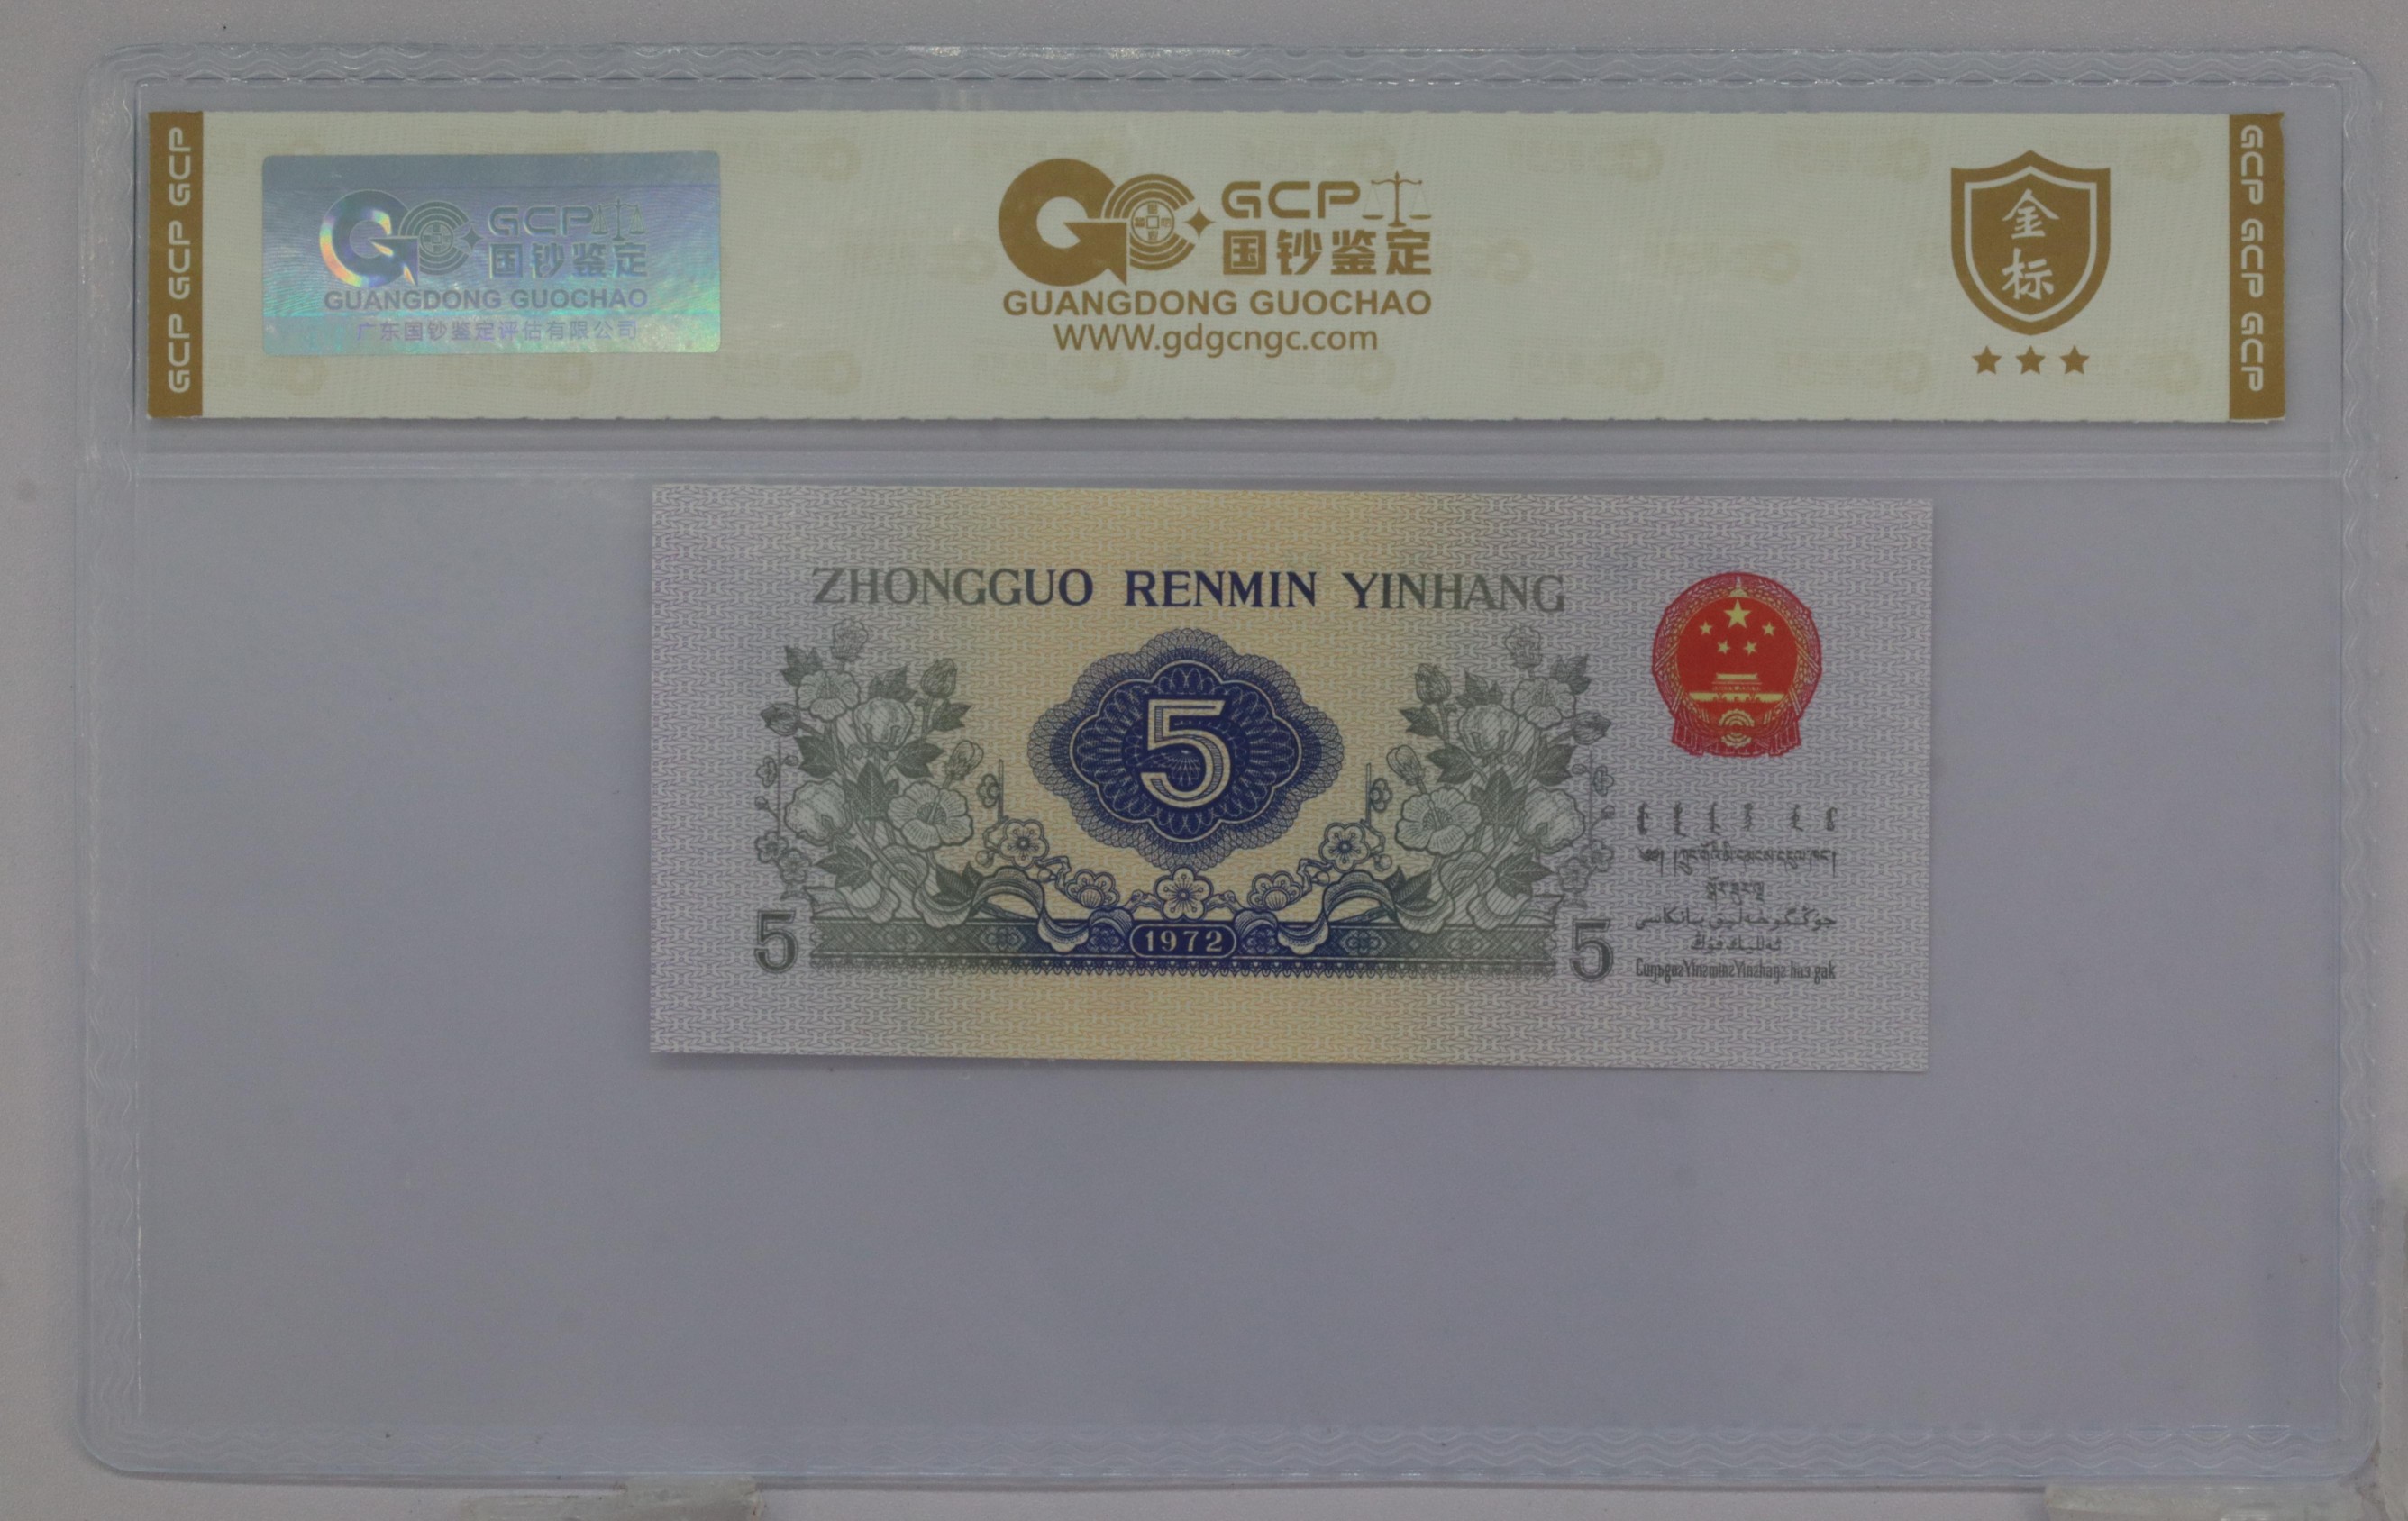 GCP GCP GCP
GCP
国钞鉴定
GUANGDONG GUOCHAO
广东国钞鉴定评估有限公司
GCP
国钞鉴定
GUANGDONG GUOCHAO
WWW.gdgcngc.com
金
标
GCP GCP GCP
ZHONGGUO RENMIN YINHANG
5
1972
5
5